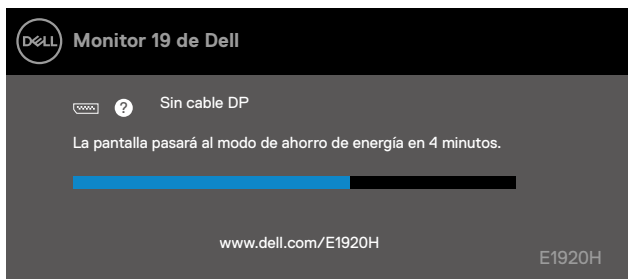 DELL
Monitor 19 de Dell
? Sin cable DP
La pantalla pasará al modo de ahorro de energía en 4 minutos.
www.dell.com/E1920H
E1920H